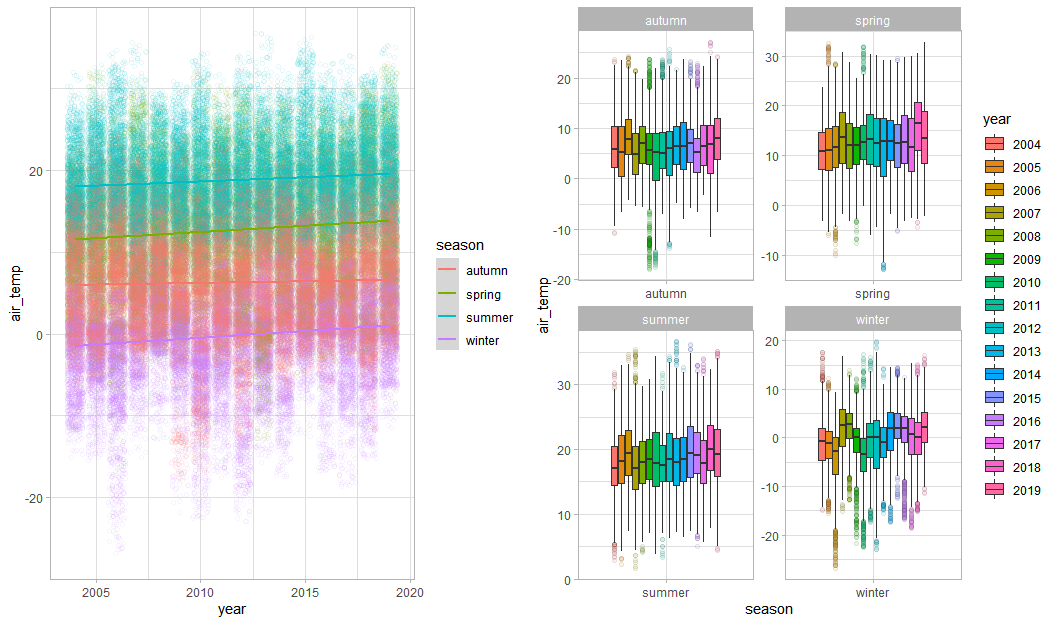 air_temp
20
0
-20
2005
2010
2015
2020
year
season
autumn
spring
summer
winter
air_temp
autumn
20
10
0
-10
-20
autumn
spring
30
20
10
0
-10
spring
summer
30
20
10
0
summer
winter
20
10
0
-10
-20
winter
season
year
2004
2005
2006
2007
2008
2009
2010
2011
2012
2013
2014
2015
2016
2017
2018
2019